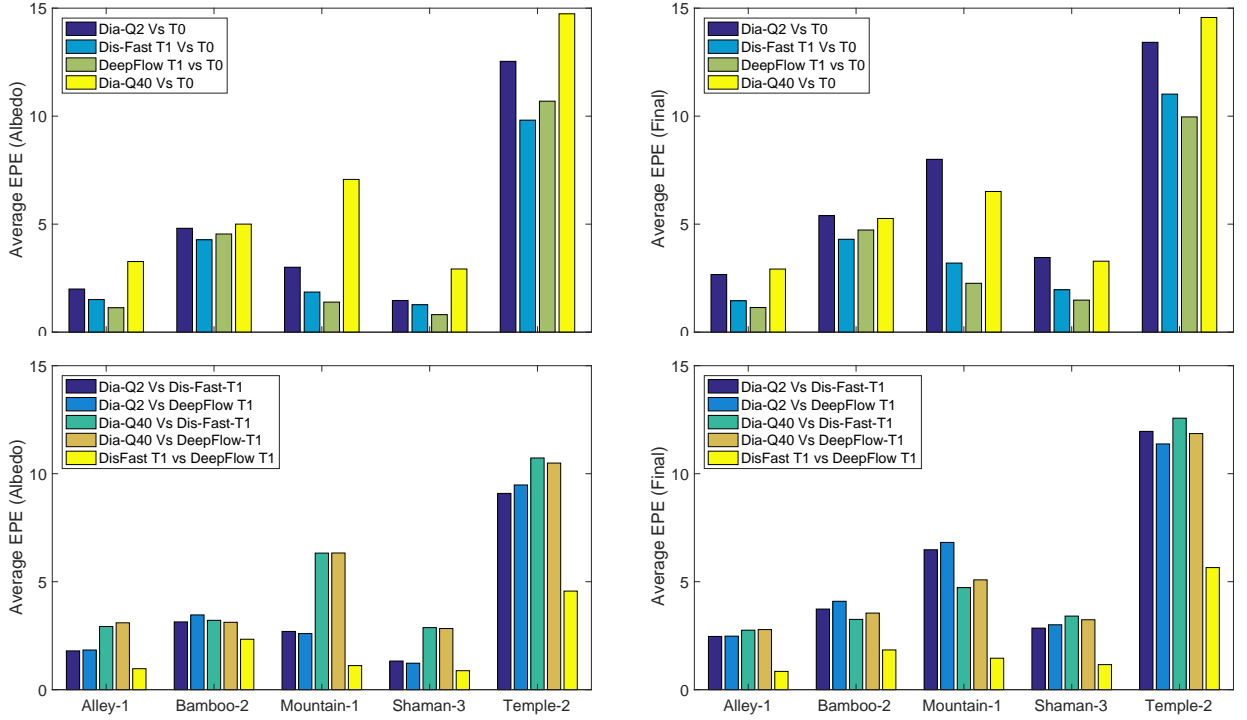 15
10
5
0
Average EPE (Albedo)
Dia-Q2 Vs T0
Dis-Fast T1 Vs T0
DeepFlow T1 vs T0
Dia-Q40 Vs T0
15
10
5
0
Average EPE (Final)
Dia-Q2 Vs T0
Dis-Fast T1 Vs T0
DeepFlow T1 vs T0
Dia-Q40 Vs T0
15
10
5
0
Average EPE (Albedo)
Dia-Q2 Vs Dis-Fast-T1
Dia-Q2 Vs DeepFlow T1
Dia-Q40 Vs Dis-Fast-T1
Dia-Q40 Vs DeepFlow-T1
DisFast T1 vs DeepFlow T1
Alley-1 Bamboo-2 Mountain-1 Shaman-3 Temple-2
15
10
5
0
Average EPE (Final)
Dia-Q2 Vs Dis-Fast-T1
Dia-Q2 Vs DeepFlow T1
Dia-Q40 Vs Dis-Fast-T1
Dia-Q40 Vs DeepFlow-T1
DisFast T1 vs DeepFlow T1
Alley-1 Bamboo-2 Mountain-1 Shaman-3 Temple-2